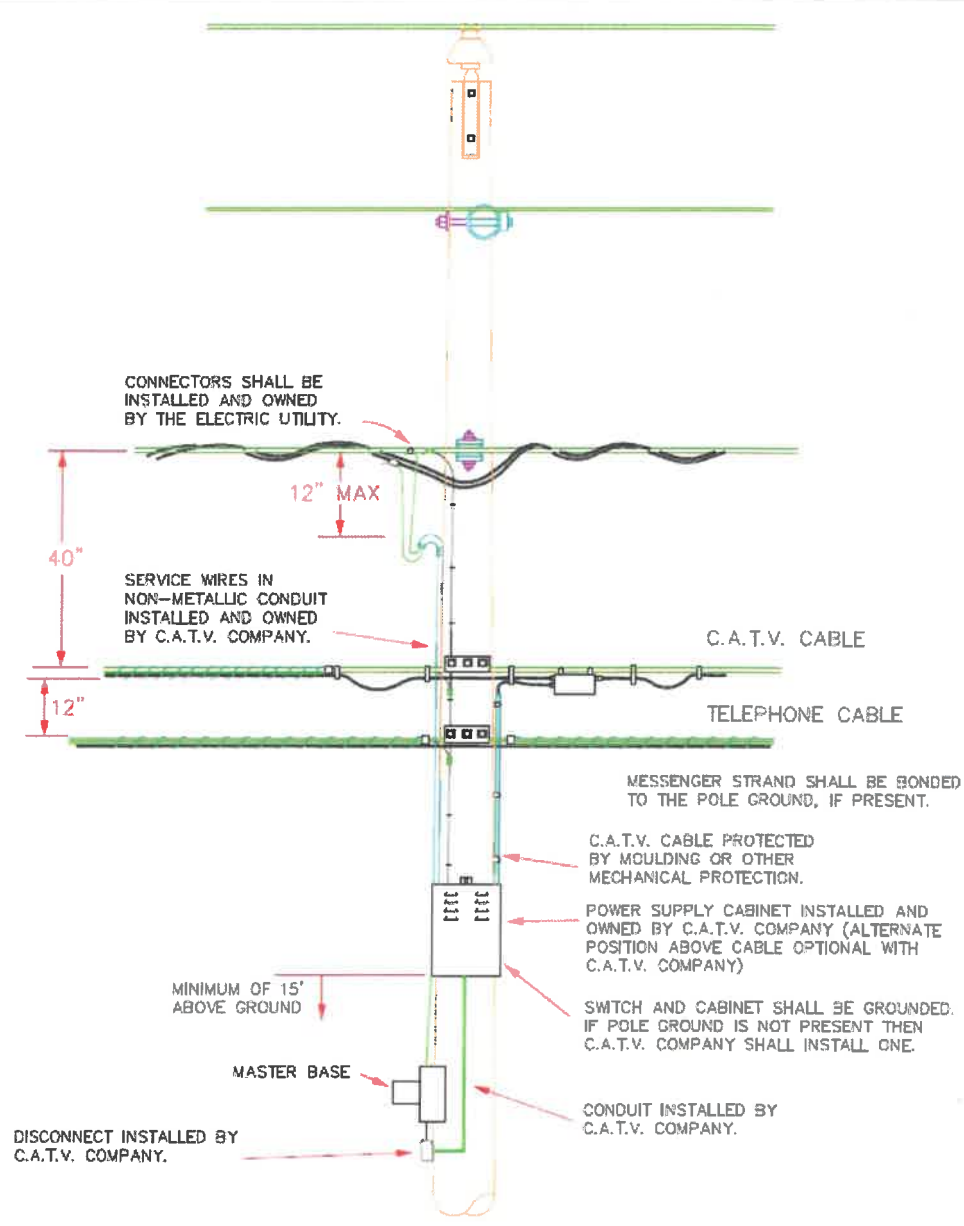 CONNECTORS SHALL BE
INSTALLED AND OWNED
BY THE ELECTRIC UTILITY.
12" MAX
40"
SERVICE WIRES IN
NON-METALLIC CONDUIT
INSTALLED AND OWNED
BY C.A.T.V. COMPANY.
C.A.T.V. CABLE
12"
TELEPHONE CABLE
MESSENGER STRAND SHALL BE BONDED
TO THE POLE GROUND, IF PRESENT.
C.A.T.V. CABLE PROTECTED
BY MOULDING OR OTHER
MECHANICAL PROTECTION.
POWER SUPPLY CABINET INSTALLED AND
OWNED BY C.A.T.V. COMPANY (ALTERNATE
POSITION ABOVE CABLE OPTIONAL WITH
C.A.T.V. COMPANY)
MINIMUM OF 15'
ABOVE GROUND
SWITCH AND CABINET SHALL BE GROUNDED.
IF POLE GROUND IS NOT PRESENT THEN
C.A.T.V. COMPANY SHALL INSTALL ONE.
MASTER BASE
CONDUIT INSTALLED BY
C.A.T.V. COMPANY.
DISCONNECT INSTALLED BY
C.A.T.V. COMPANY.